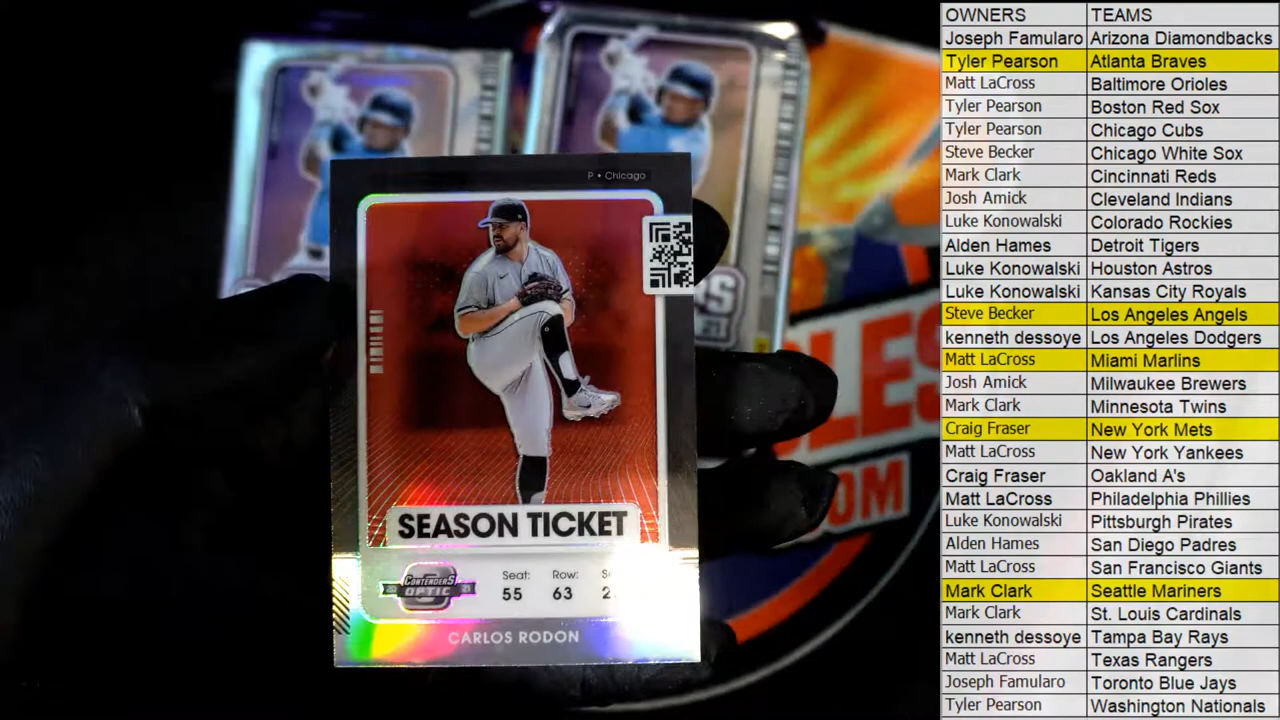 P • Chicago
SEASON TICKET
CONTENDERS
OPTIC
20 21
Seat: Row:
55 63
CARLOS RODON
21
.COM
OWNERS TEAMS
Joseph Famularo Arizona Diamondbacks
Tyler Pearson Atlanta Braves
Matt LaCross Baltimore Orioles
Tyler Pearson Boston Red Sox
Tyler Pearson Chicago Cubs
Steve Becker Chicago White Sox
Mark Clark Cincinnati Reds
Josh Amick Cleveland Indians
Luke Konowalski Colorado Rockies
Alden Hames Detroit Tigers
Luke Konowalski Houston Astros
Luke Konowalski Kansas City Royals
Steve Becker Los Angeles Angels
kenneth dessoye Los Angeles Dodgers
Matt LaCross Miami Marlins
Josh Amick Milwaukee Brewers
Mark Clark Minnesota Twins
Craig Fraser New York Mets
Matt LaCross New York Yankees
Craig Fraser Oakland A's
Matt LaCross Philadelphia Phillies
Luke Konowalski Pittsburgh Pirates
Alden Hames San Diego Padres
Matt LaCross San Francisco Giants
Mark Clark Seattle Mariners
Mark Clark St. Louis Cardinals
kenneth dessoye Tampa Bay Rays
Matt LaCross Texas Rangers
Joseph Famularo Toronto Blue Jays
Tyler Pearson Washington Nationals